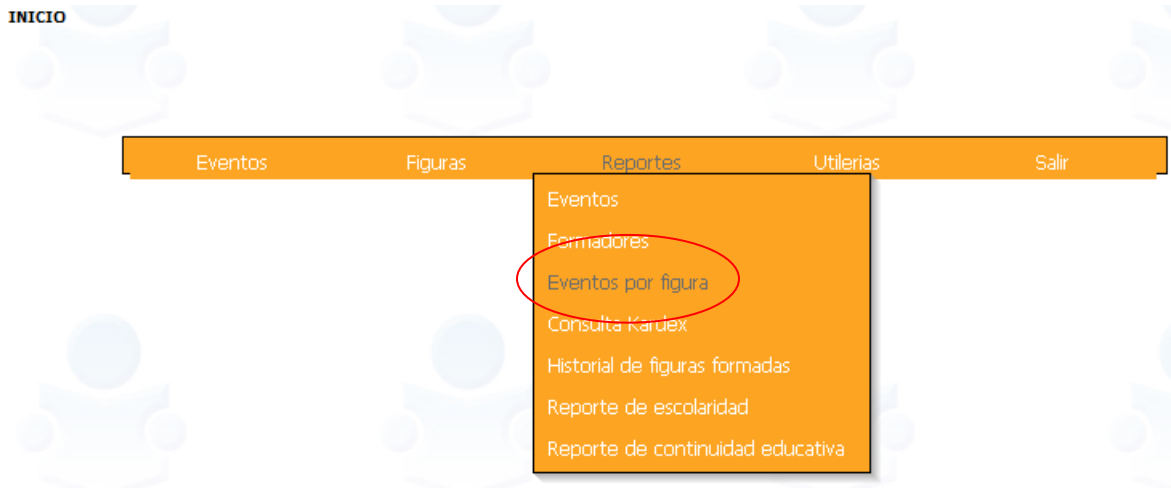 INICIO
Eventos Figuras Reportes Utilerias Salir
Eventos
Formadores
Eventos por figura
Consulta Kardex
Historial de figuras formadas
Reporte de escolaridad
Reporte de continuidad educativa